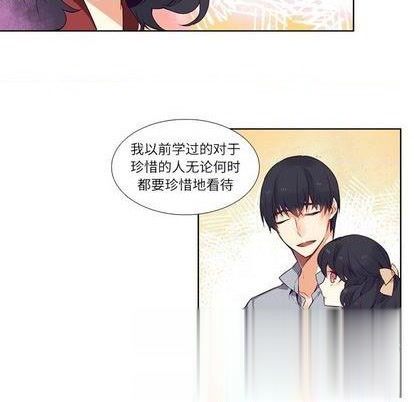 我以前学过的对于
珍惜的人无论何时
都要珍惜地看待